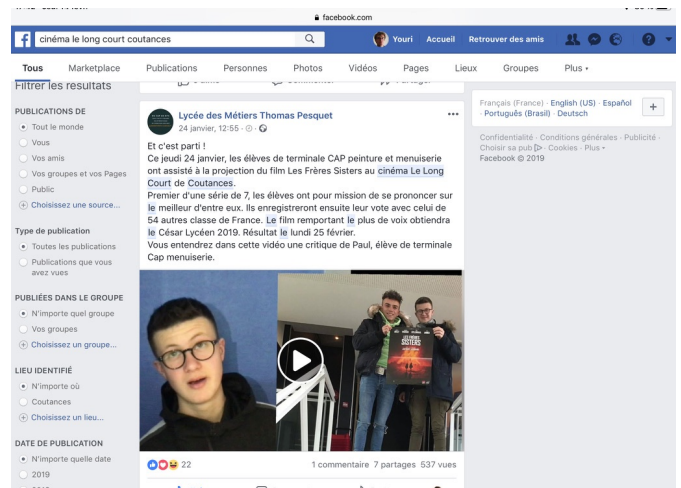 facebook.com
cinéma le long court coutances
Youri Accueil Retrouver des amis
Tous Marketplace Publications Personnes Photos Vidéos Pages Lieux Groupes Plus
Filtrer les résultats
PUBLICATIONS DE
Tout le monde
Vous
Vos amis
Vos groupes et vos Pages
Public
Choisissez une source...
Type de publication
Toutes les publications
Publications que vous
avez vues
PUBLIÉES DANS LE GROUPE
N'importe quel groupe
Vos groupes
Choisissez un groupe...
LIEU IDENTIFIÉ
N'importe où
Coutances
Choisissez un lieu...
DATE DE PUBLICATION
N'importe quelle date
2019
Lycée des Métiers Thomas Pesquet
24 janvier, 12:55
Et c'est parti !
Ce jeudi 24 janvier, les élèves de terminale CAP peinture et menuiserie
ont assisté à la projection du film Les Frères Sisters au cinéma Le Long
Court de Coutances.
Premier d'une série de 7, les élèves ont pour mission de se prononcer sur
le meilleur d'entre eux. Ils enregistreront ensuite leur vote avec celui de
54 autres classe de France. Le film remportant le plus de voix obtiendra
le César Lycéen 2019. Résultat le lundi 25 février.
Vous entendrez dans cette vidéo une critique de Paul, élève de terminale
Cap menuiserie.
LES FRÈRES
SISTERS
22
1 commentaire 7 partages 537 vues
Français (France) · English (US) · Español
· Português (Brasil) · Deutsch
Confidentialité · Conditions générales · Publicité ·
Choisir sa pub · Cookies · Plus
Facebook © 2019